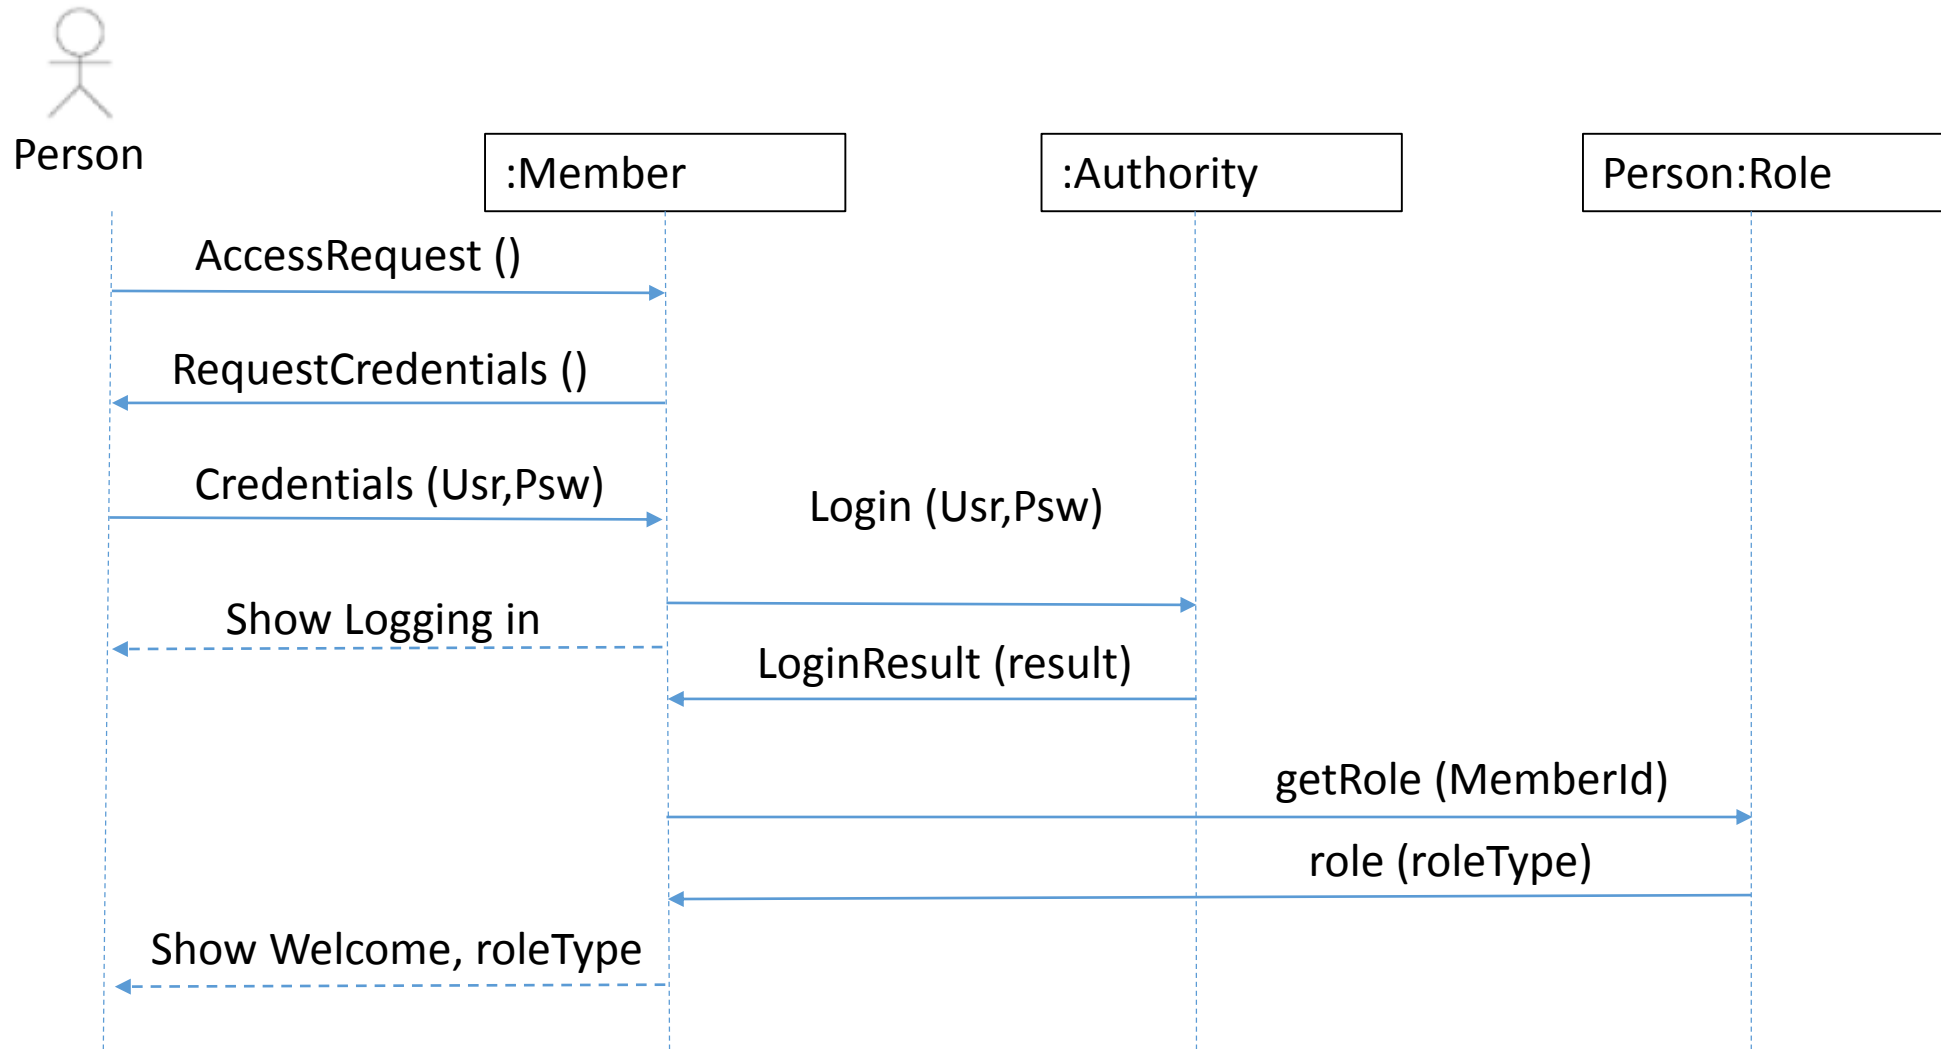 Person
:Member
:Authority
Person:Role
AccessRequest ()
RequestCredentials ()
Credentials (Usr,Psw)
Login (Usr,Psw)
Show Logging in
LoginResult (result)
getRole (MemberId)
role (roleType)
Show Welcome, roleType